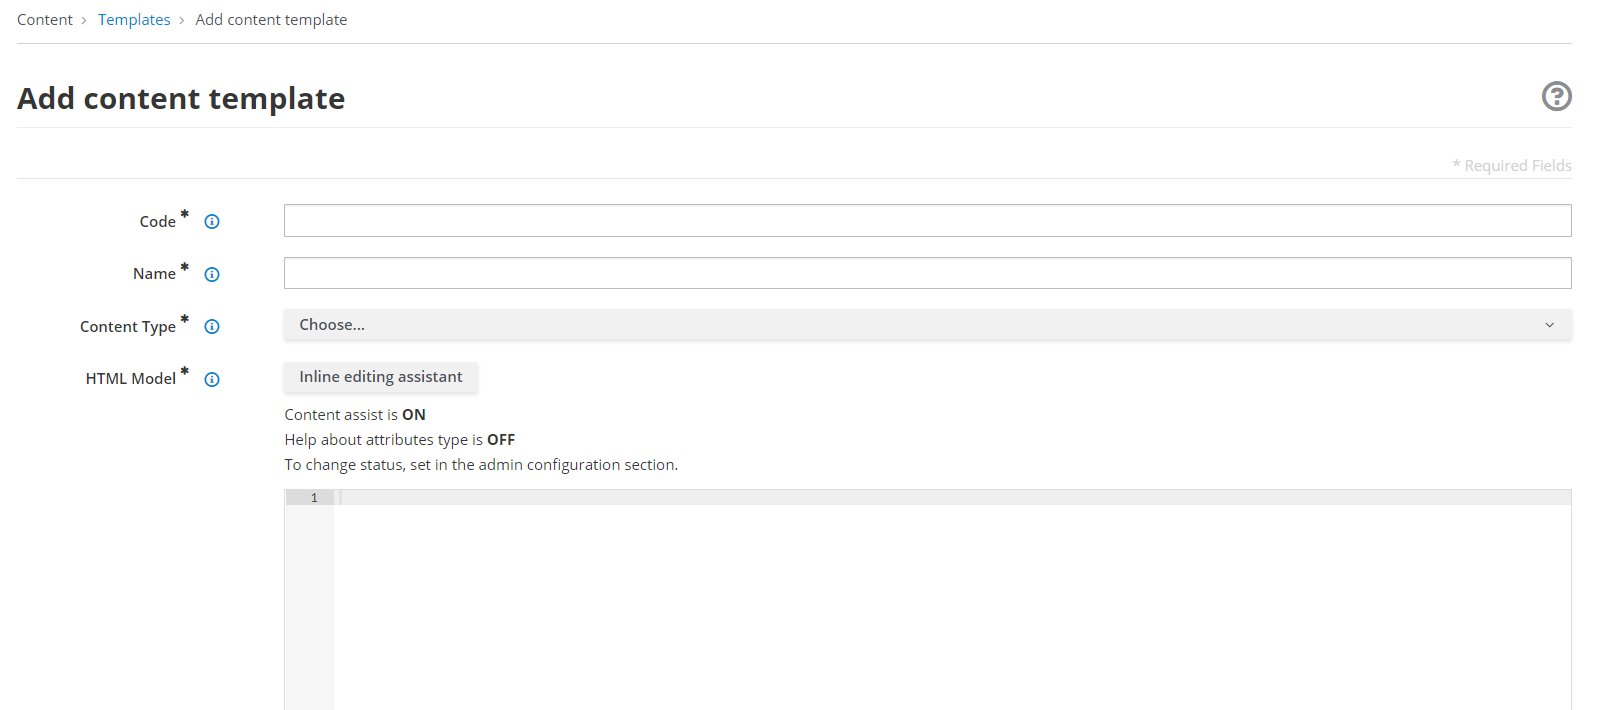 Content › Templates › Add content template
Add content template
* Required Fields
Code *
Name *
Content Type * Choose...
HTML Model * Inline editing assistant
Content assist is ON
Help about attributes type is OFF
To change status, set in the admin configuration section.
1